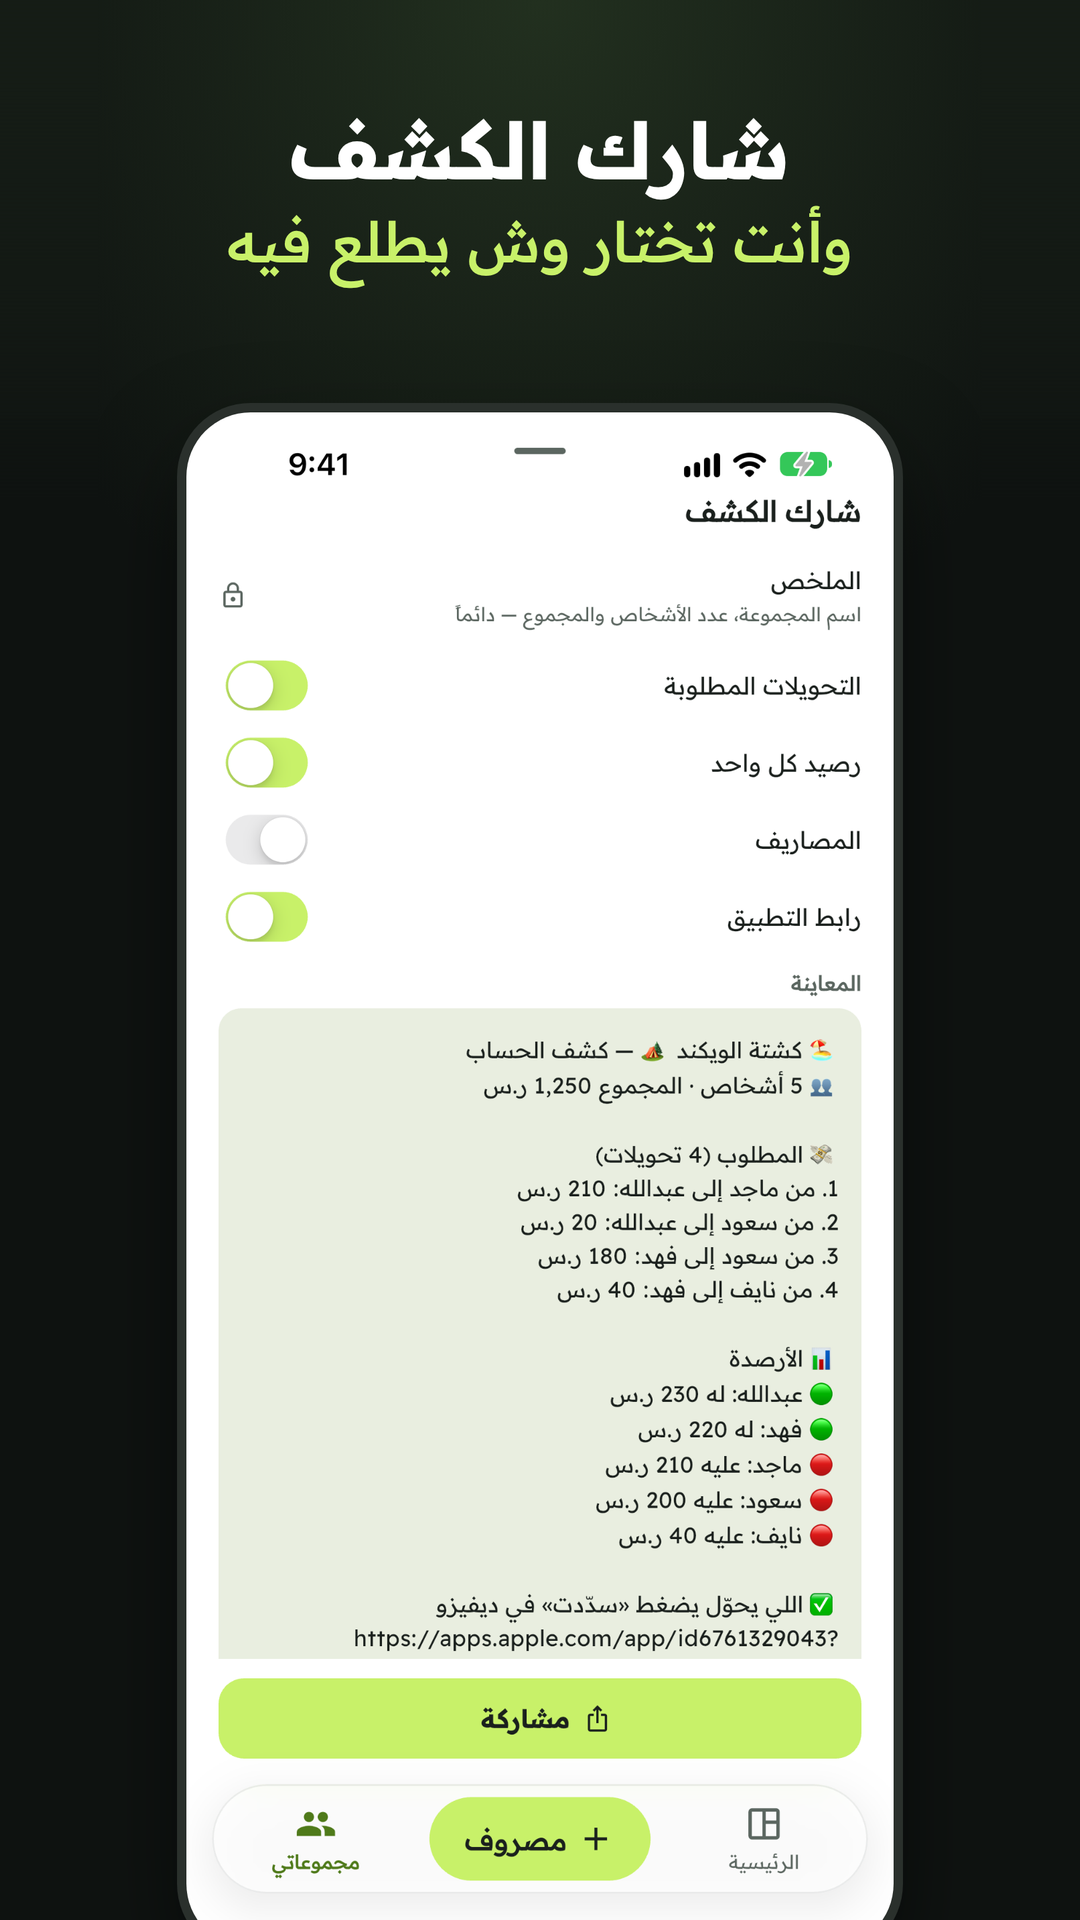 شارك الكشف
وأنت تختار وش يطلع فيه
9:41
شارك الكشف
الملخص
اسم المجموعة، عدد الأشخاص والمجموع — دائماً
التحويلات المطلوبة
رصيد كل واحد
المصاريف
رابط التطبيق
المعاينة
🏖️ كشتة الويكند 🏕️ — كشف الحساب
👥 5 أشخاص · المجموع 1,250 ر.س
💸 المطلوب (4 تحويلات)
1. من ماجد إلى عبدالله: 210 ر.س
2. من سعود إلى عبدالله: 20 ر.س
3. من سعود إلى فهد: 180 ر.س
4. من نايف إلى فهد: 40 ر.س
📊 الأرصدة
🟢 عبدالله: له 230 ر.س
🟢 فهد: له 220 ر.س
🔴 ماجد: عليه 210 ر.س
🔴 سعود: عليه 200 ر.س
🔴 نايف: عليه 40 ر.س
✅ اللي يحوّل يضغط «سدّدت» في ديفيزو
https://apps.apple.com/app/id6761329043?
مشاركة
الرئيسية
+ مصروف
مجموعاتي